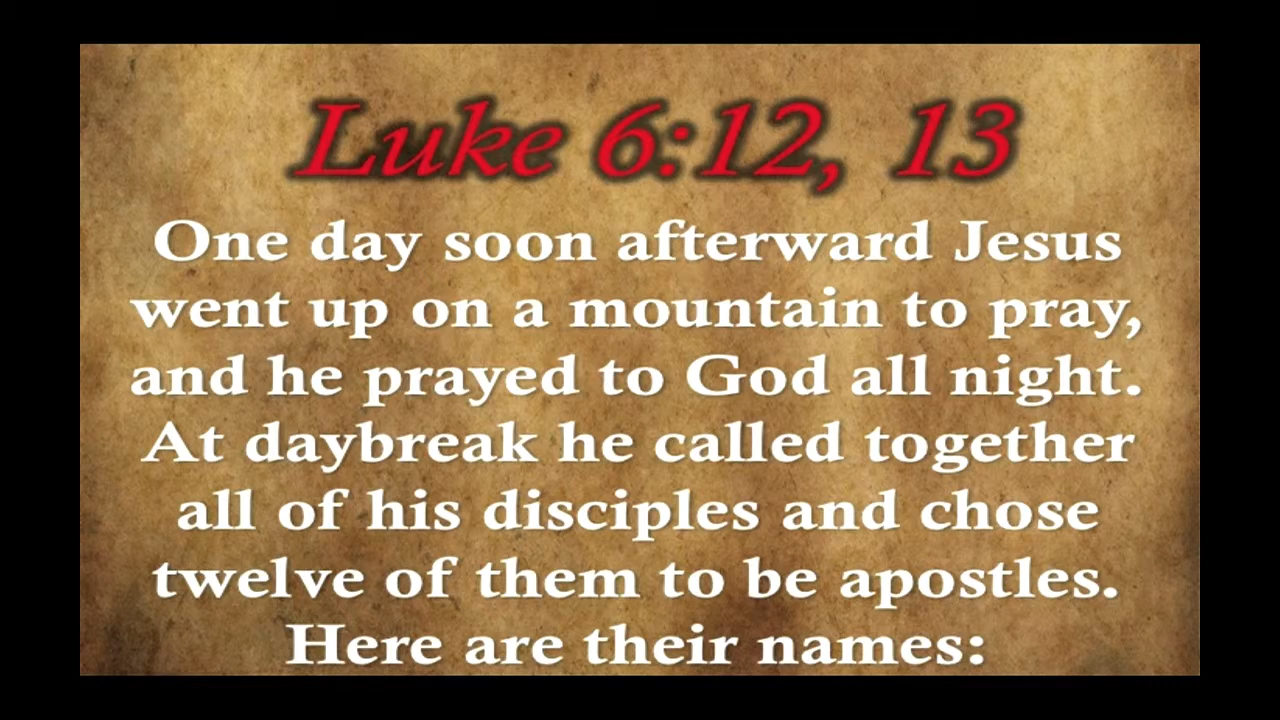 Luke 6:12, 13
One day soon afterward Jesus
went up on a mountain to pray,
and he prayed to God all night.
At daybreak he called together
all of his disciples and chose
twelve of them to be apostles.
Here are their names: